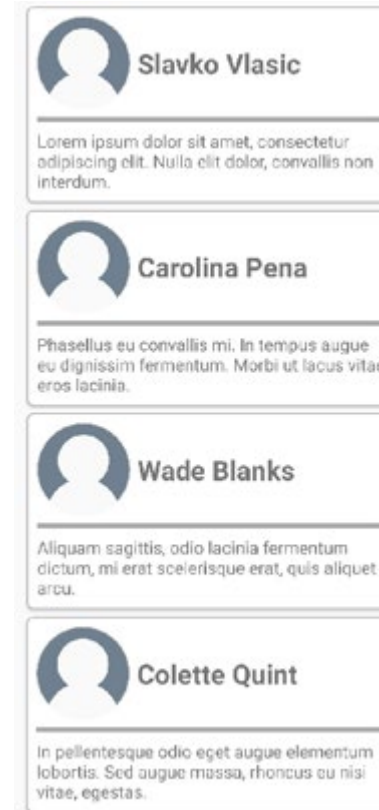 Slavko Vlasic
Lorem ipsum dolor sit amet, consectetur
adipiscing elit. Nulla elit dolor, convallis non
interdum.
Carolina Pena
Phasellus eu convallis mi. In tempus augue
eu dignissim fermentum. Morbi ut lacus vitae
eros lacinia.
Wade Blanks
Aliquam sagittis, odio lacinia fermentum
dictum, mi erat scelerisque erat, quis aliquet
arcu.
Colette Quint
In pellentesque odio eget augue elementum
lobortis. Sed augue massa, rhoncus eu nisi
vitae, egestas.